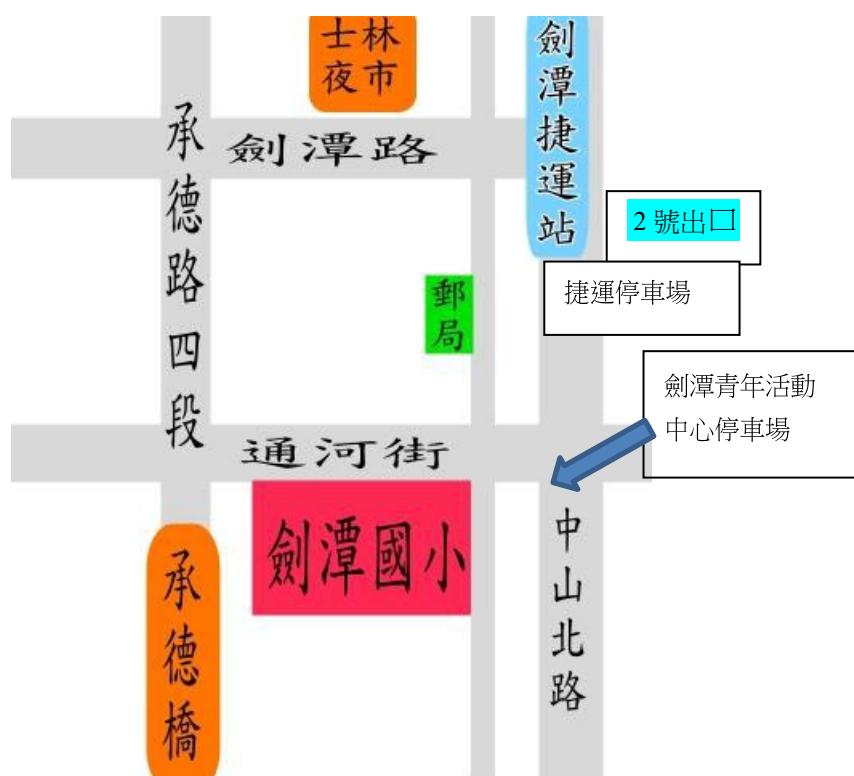 士林
夜市
劍潭捷運站
承德路四段
劍潭路
2 號出口
捷運停車場
郵局
劍潭青年活動
中心停車場
通河街
劍潭國小
中山北路
承德橋